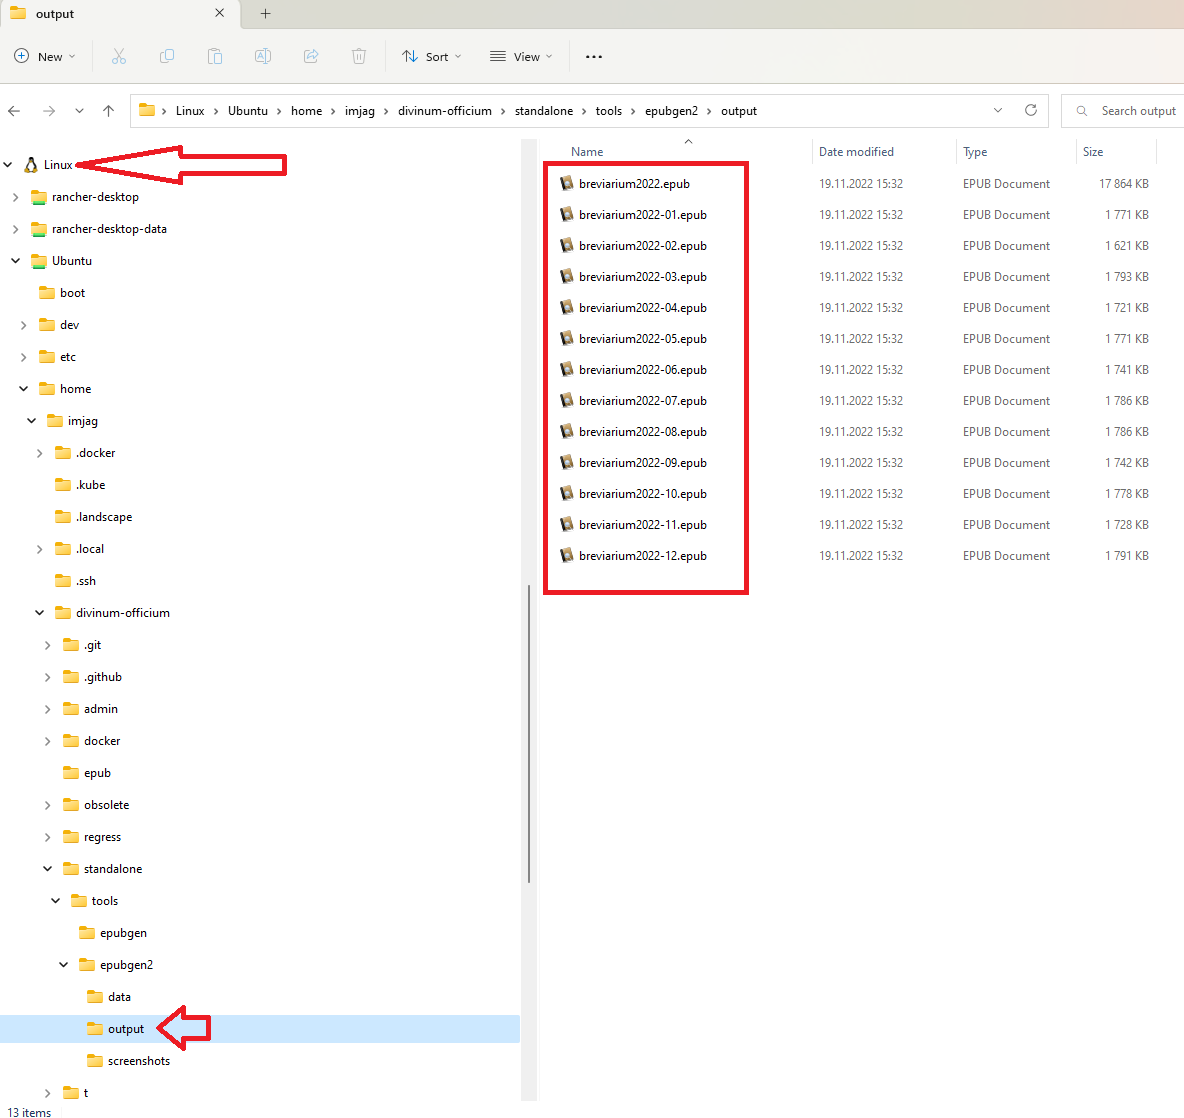 output
New
Sort
View
Linux > Ubuntu > home > imjag > divinum-officium > standalone > tools > epubgen2 > output
Search output
Linux
rancher-desktop
rancher-desktop-data
Ubuntu
boot
dev
etc
home
imjag
.docker
.kube
.landscape
.local
.ssh
divinum-officium
.git
.github
admin
docker
epub
obsolete
regress
standalone
tools
epubgen
epubgen2
data
output
screenshots
t
Name Date modified Type Size
breviarium2022.epub 19.11.2022 15:32 EPUB Document 17 864 KB
breviarium2022-01.epub 19.11.2022 15:32 EPUB Document 1 771 KB
breviarium2022-02.epub 19.11.2022 15:32 EPUB Document 1 621 KB
breviarium2022-03.epub 19.11.2022 15:32 EPUB Document 1 793 KB
breviarium2022-04.epub 19.11.2022 15:32 EPUB Document 1 721 KB
breviarium2022-05.epub 19.11.2022 15:32 EPUB Document 1 771 KB
breviarium2022-06.epub 19.11.2022 15:32 EPUB Document 1 741 KB
breviarium2022-07.epub 19.11.2022 15:32 EPUB Document 1 786 KB
breviarium2022-08.epub 19.11.2022 15:32 EPUB Document 1 786 KB
breviarium2022-09.epub 19.11.2022 15:32 EPUB Document 1 742 KB
breviarium2022-10.epub 19.11.2022 15:32 EPUB Document 1 778 KB
breviarium2022-11.epub 19.11.2022 15:32 EPUB Document 1 728 KB
breviarium2022-12.epub 19.11.2022 15:32 EPUB Document 1 791 KB
13 items